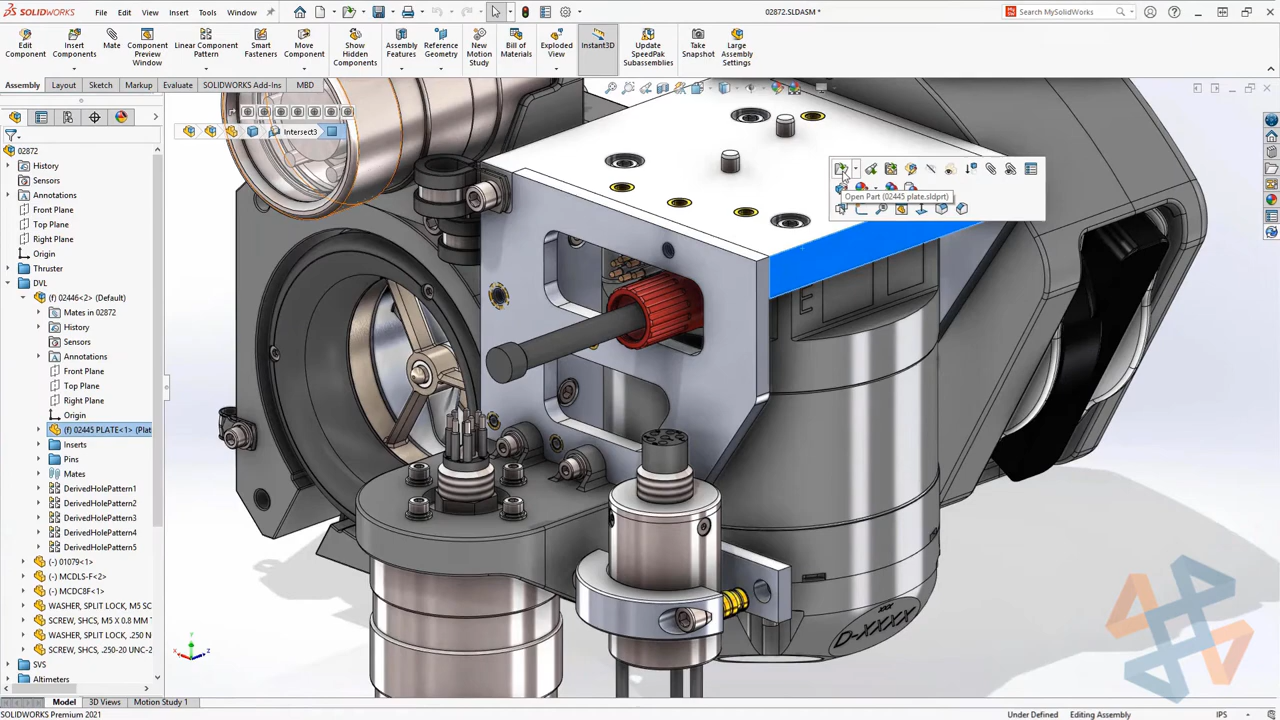 SOLIDWORKS
File
Edit
View
Insert
Tools
Window
02872.SLDASM *
Search MySolidWorks
Edit Component
Insert Components
Mate
Component Preview Window
Linear Component Pattern
Smart Fasteners
Move Component
Show Hidden Components
Assembly Features
Reference Geometry
New Motion Study
Bill of Materials
Exploded View
Instant3D
Update SpeedPak Subassemblies
Take Snapshot
Large Assembly Settings
Assembly
Layout
Sketch
Markup
Evaluate
SOLIDWORKS Add-Ins
MBD
Intersect3
Open Part (02445 plate.sldprt)
02872
History
Sensors
Annotations
Front Plane
Top Plane
Right Plane
Origin
Thruster
DVL
(f) 02446<2> (Default)
Mates in 02872
History
Sensors
Annotations
Front Plane
Top Plane
Right Plane
Origin
(f) 02445 PLATE<1> (Plat
Inserts
Pins
Mates
DerivedHolePattern1
DerivedHolePattern2
DerivedHolePattern3
DerivedHolePattern4
DerivedHolePattern5
(-) 01079<1>
(-) MCDLS-F<2>
(-) MCDC8F<1>
WASHER, SPLIT LOCK, M5 SC
SCREW, SHCS, M5 X 0.8 MM
WASHER, SPLIT LOCK, .250
SCREW, SHCS, .250-20 UNC-2
SVS
Altimeters
E
D-XXXX
Y
X
Z
Model
3D Views
Motion Study 1
SOLIDWORKS Premium 2021
Under Defined
Editing Assembly
IPS